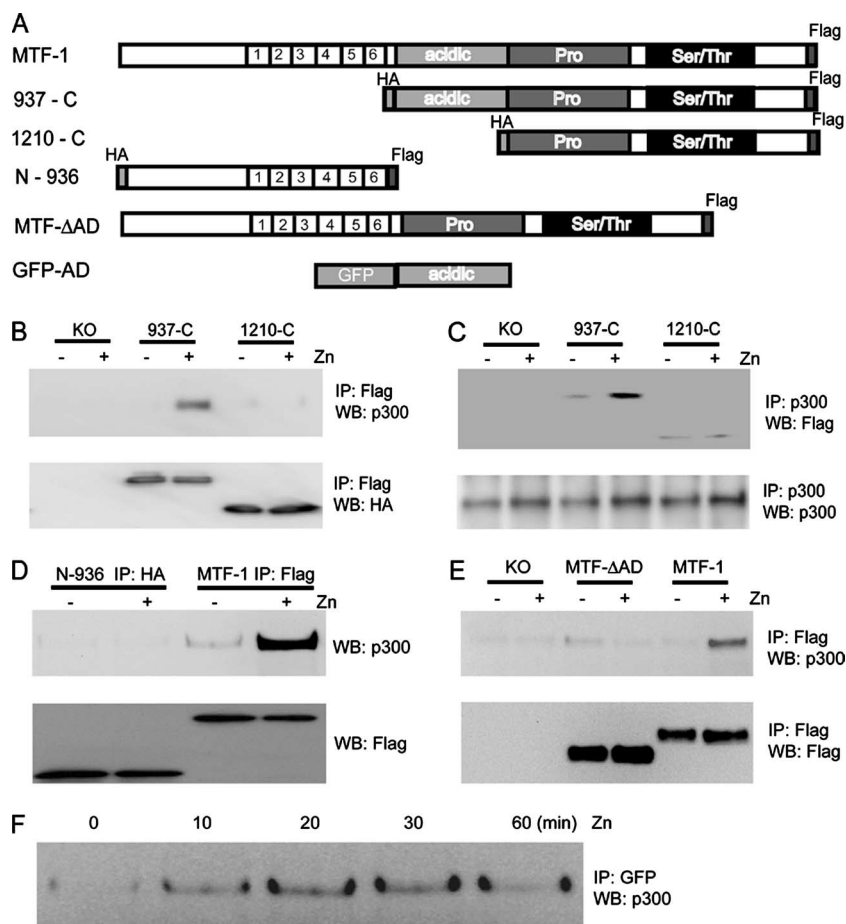 A
Flag
MTF-1 1 2 3 4 5 6 acidic Pro Ser/Thr
HA Flag
937 - C acidic Pro Ser/Thr
HA Flag
1210 - C Pro Ser/Thr
HA Flag
N - 936 1 2 3 4 5 6
Flag
MTF-ΔAD 1 2 3 4 5 6 Pro Ser/Thr
GFP-AD GFP acidic
B
KO 937-C 1210-C
- + - + - + Zn
IP: Flag
WB: p300
IP: Flag
WB: HA
C
KO 937-C 1210-C
- + - + - + Zn
IP: p300
WB: Flag
IP: p300
WB: p300
D
N-936 IP: HA MTF-1 IP: Flag
- + - + Zn
WB: p300
WB: Flag
E
KO MTF-ΔAD MTF-1
- + - + - + Zn
IP: Flag
WB: p300
IP: Flag
WB: Flag
F
0 10 20 30 60 (min) Zn
IP: GFP
WB: p300